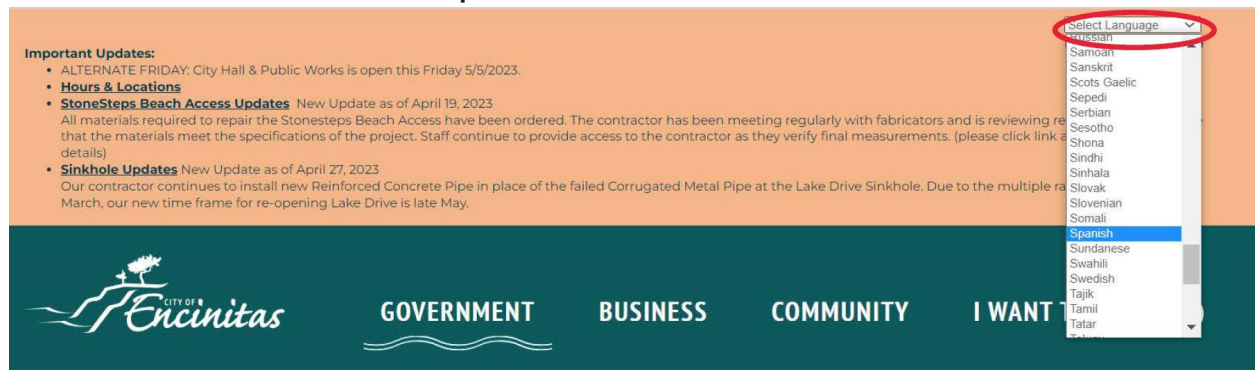 Select Language
Important Updates:
• ALTERNATE FRIDAY: City Hall & Public Works is open this Friday 5/5/2023.
• Hours & Locations
• StoneSteps Beach Access Updates New Update as of April 19, 2023
All materials required to repair the Stonesteps Beach Access have been ordered. The contractor has been meeting regularly with fabricators and is reviewing
that the materials meet the specifications of the project. Staff continue to provide access to the contractor as they verify final measurements. (please click link
details)
• Sinkhole Updates New Update as of April 27, 2023
Our contractor continues to install new Reinforced Concrete Pipe in place of the failed Corrugated Metal Pipe at the Lake Drive Sinkhole. Due to the multiple
March, our new time frame for re-opening Lake Drive is late May.
Russian
Samoan
Sanskrit
Scots Gaelic
Sepedi
Serbian
Sesotho
Shona
Sindhi
Sinhala
Slovak
Slovenian
Somali
Spanish
Sundanese
Swahili
Swedish
Tajik
Tamil
Tatar
CITY OF
Encinitas
GOVERNMENT
BUSINESS
COMMUNITY
I WANT